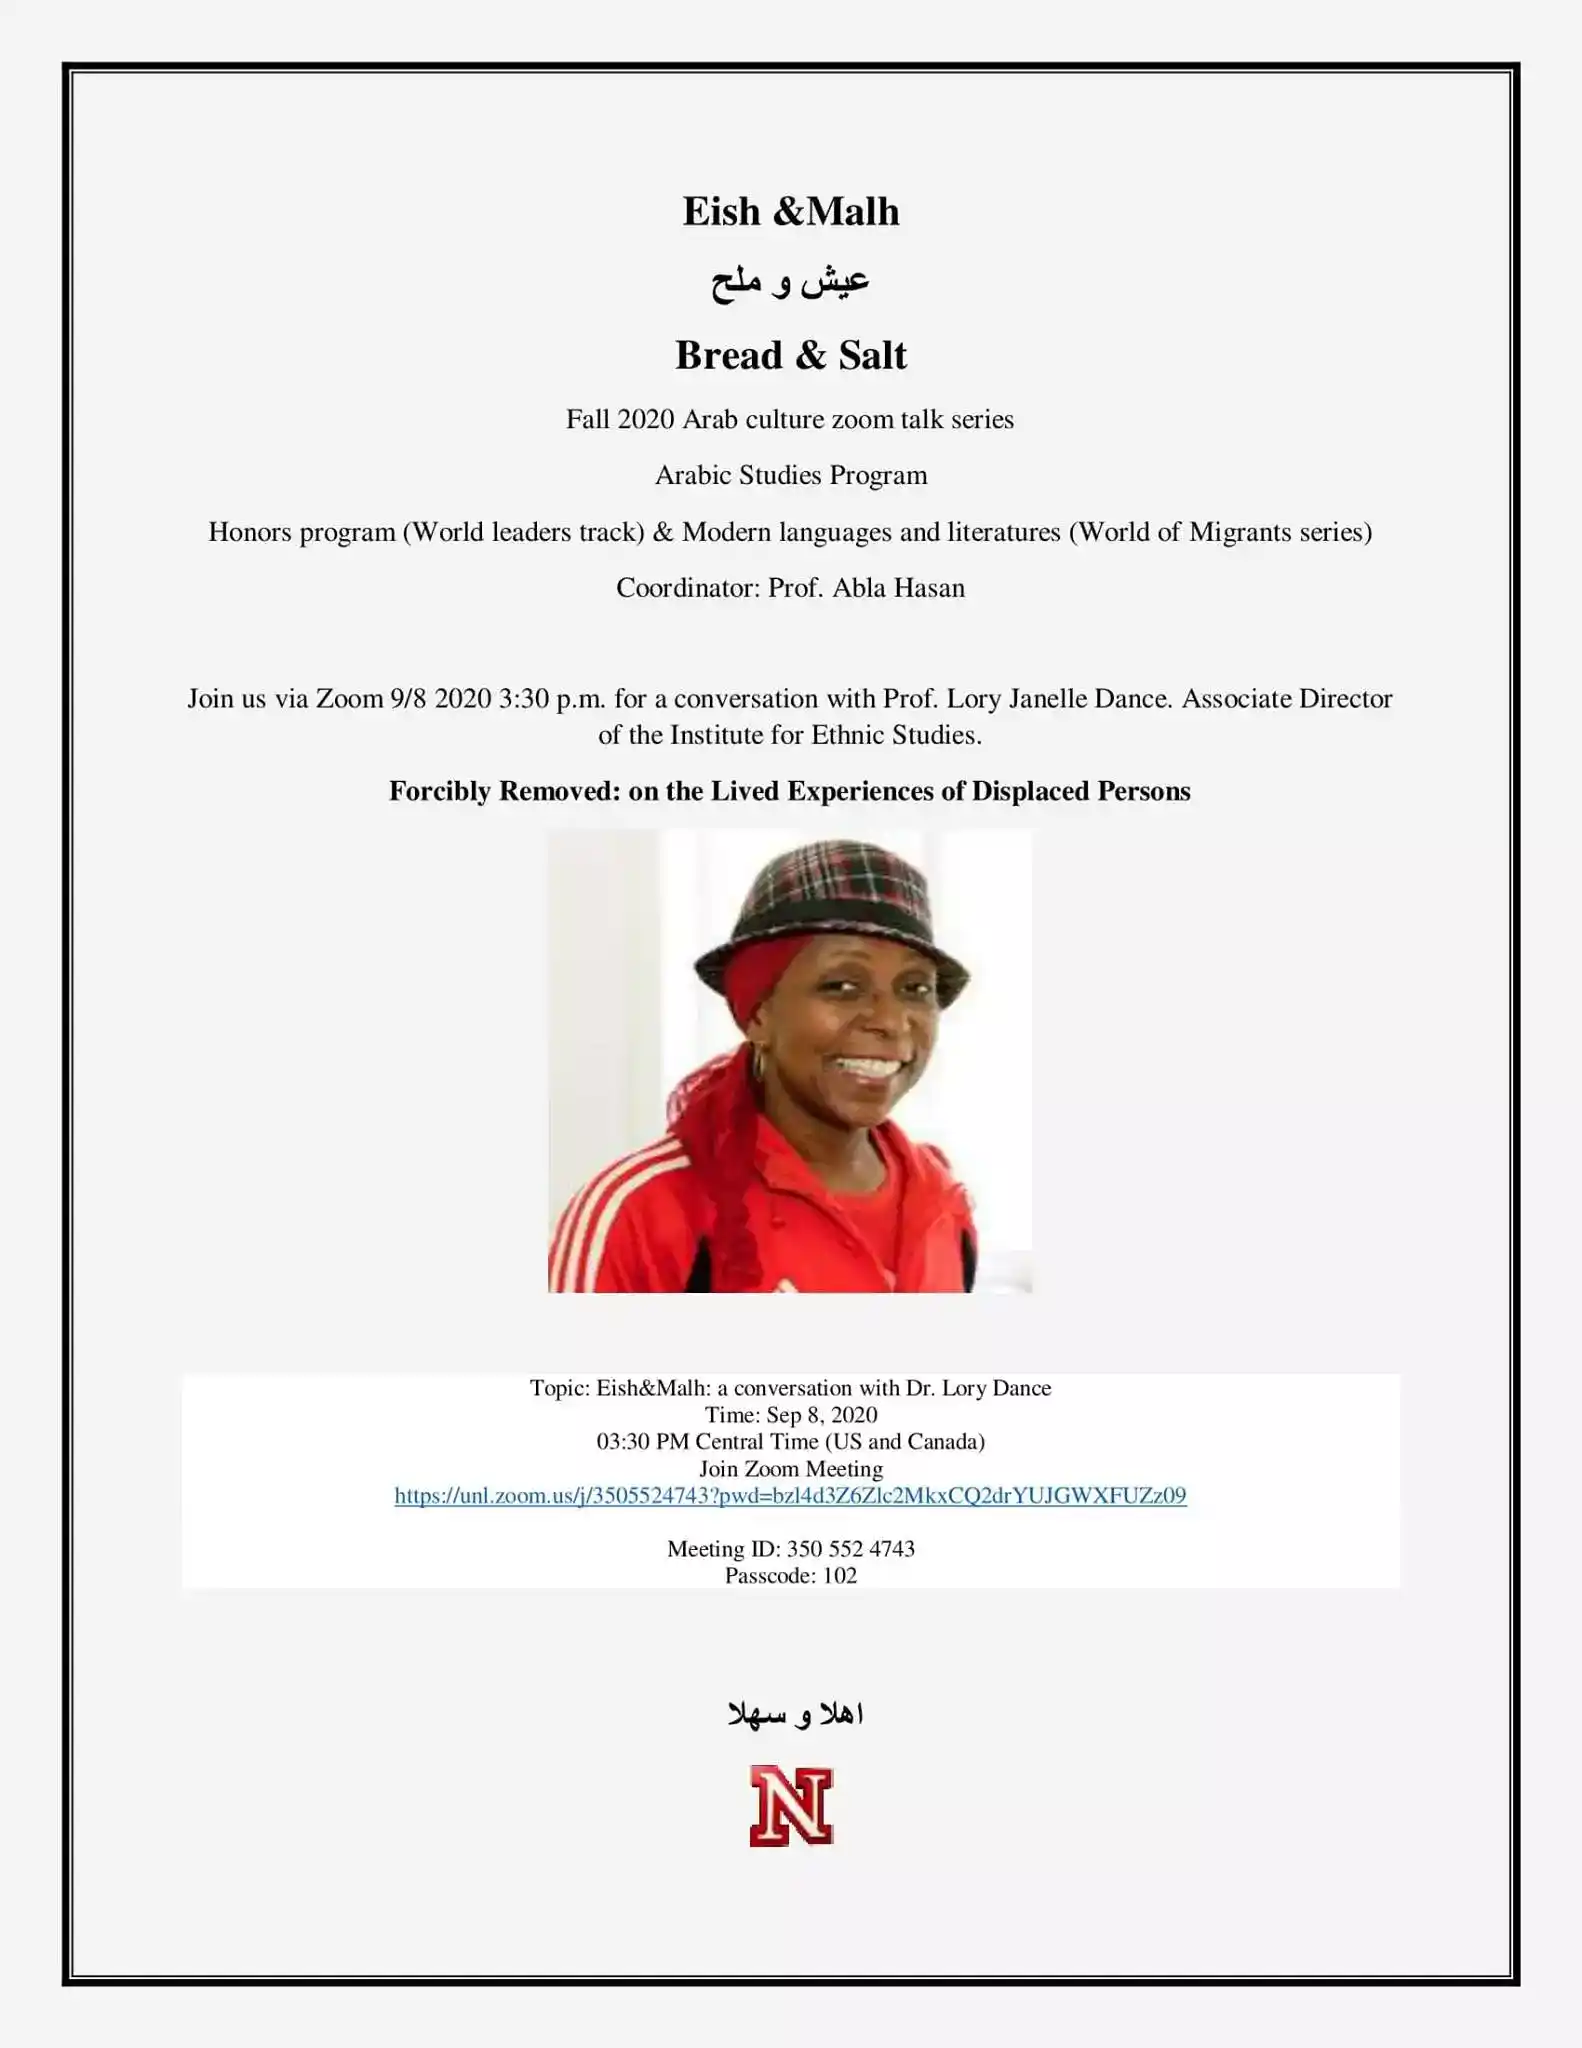 Eish &Malh
عيش و ملح
Bread & Salt
Fall 2020 Arab culture zoom talk series
Arabic Studies Program
Honors program (World leaders track) & Modern languages and literatures (World of Migrants series)
Coordinator: Prof. Abla Hasan
Join us via Zoom 9/8 2020 3:30 p.m. for a conversation with Prof. Lory Janelle Dance. Associate Director
of the Institute for Ethnic Studies.
Forcibly Removed: on the Lived Experiences of Displaced Persons
Topic: Eish&Malh: a conversation with Dr. Lory Dance
Time: Sep 8, 2020
03:30 PM Central Time (US and Canada)
Join Zoom Meeting
https://unl.zoom.us/j/3505524743?pwd=bzl4d3Z6Zlc2MkxCQ2drYUJGWXFUZz09
Meeting ID: 350 552 4743
Passcode: 102
اهلا و سهلا
N